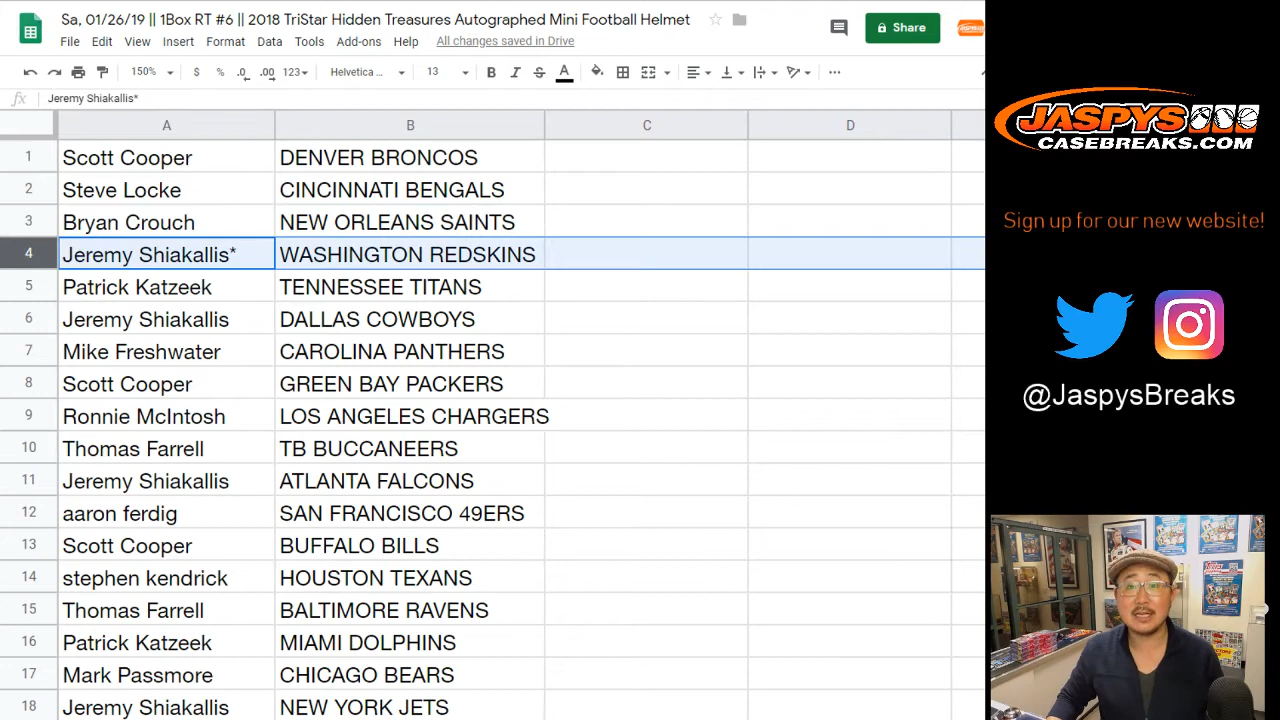 Sa, 01/26/19 || 1Box RT #6 || 2018 TriStar Hidden Treasures Autographed Mini Football Helmet
Share
File Edit View Insert Format Data Tools Add-ons Help All changes saved in Drive
150% $ % .0 .00 123 Helvetica ... 13 B I S A
fx Jeremy Shiakallis*
A B C D
1 Scott Cooper DENVER BRONCOS
2 Steve Locke CINCINNATI BENGALS
3 Bryan Crouch NEW ORLEANS SAINTS
4 Jeremy Shiakallis* WASHINGTON REDSKINS
5 Patrick Katzeek TENNESSEE TITANS
6 Jeremy Shiakallis DALLAS COWBOYS
7 Mike Freshwater CAROLINA PANTHERS
8 Scott Cooper GREEN BAY PACKERS
9 Ronnie McIntosh LOS ANGELES CHARGERS
10 Thomas Farrell TB BUCCANEERS
11 Jeremy Shiakallis ATLANTA FALCONS
12 aaron ferdig SAN FRANCISCO 49ERS
13 Scott Cooper BUFFALO BILLS
14 stephen kendrick HOUSTON TEXANS
15 Thomas Farrell BALTIMORE RAVENS
16 Patrick Katzeek MIAMI DOLPHINS
17 Mark Passmore CHICAGO BEARS
18 Jeremy Shiakallis NEW YORK JETS
JASPYS
CASEBREAKS.COM
Sign up for our new website!
@JaspysBreaks